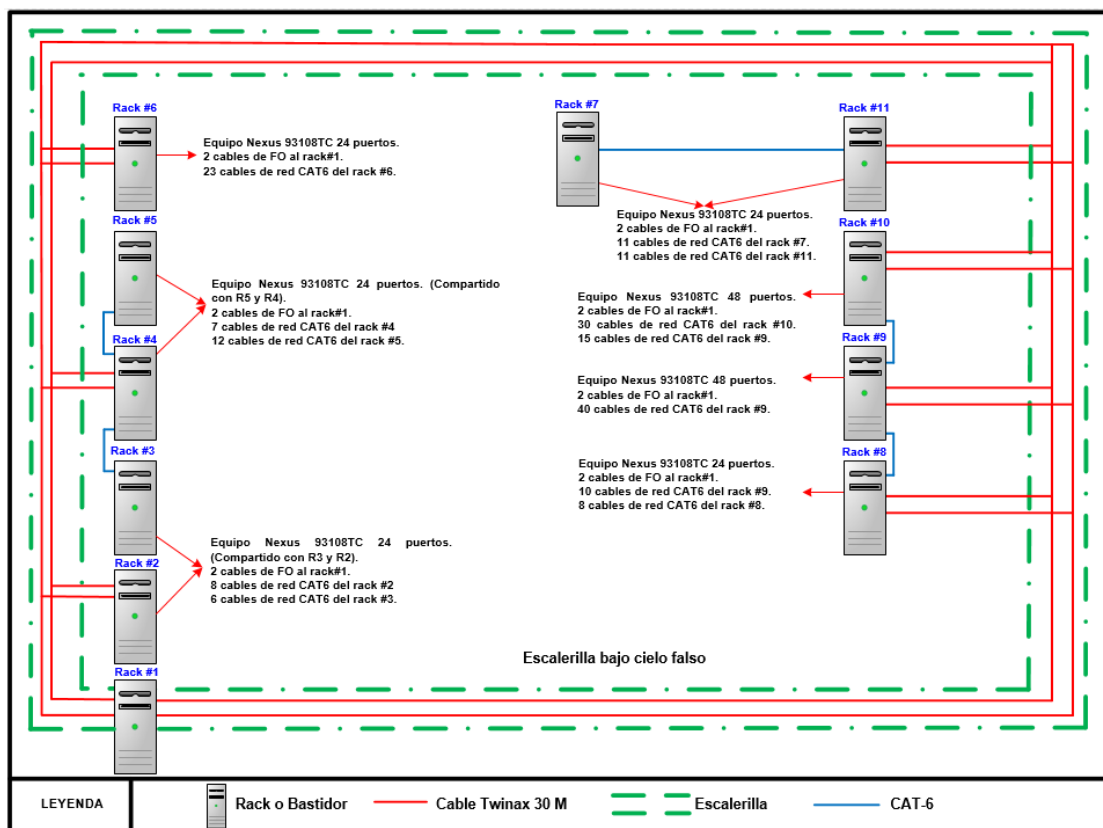 Rack #6
Equipo Nexus 93108TC 24 puertos.
2 cables de FO al rack#1.
23 cables de red CAT6 del rack #6.
Rack #5
Equipo Nexus 93108TC 24 puertos. (Compartido
con R5 y R4).
2 cables de FO al rack#1.
7 cables de red CAT6 del rack #4
12 cables de red CAT6 del rack #5.
Rack #4
Rack #3
Equipo Nexus 93108TC 24 puertos.
(Compartido con R3 y R2).
2 cables de FO al rack#1.
8 cables de red CAT6 del rack #2
6 cables de red CAT6 del rack #3.
Rack #2
Rack #1
Rack #7
Rack #11
Equipo Nexus 93108TC 24 puertos.
2 cables de FO al rack#1.
11 cables de red CAT6 del rack #7.
11 cables de red CAT6 del rack #11.
Rack #10
Equipo Nexus 93108TC 48 puertos.
2 cables de FO al rack#1.
30 cables de red CAT6 del rack #10.
15 cables de red CAT6 del rack #9.
Rack #9
Equipo Nexus 93108TC 48 puertos.
2 cables de FO al rack#1.
40 cables de red CAT6 del rack #9.
Rack #8
Equipo Nexus 93108TC 24 puertos.
2 cables de FO al rack#1.
10 cables de red CAT6 del rack #9.
8 cables de red CAT6 del rack #8.
Escalerilla bajo cielo falso
LEYENDA
Rack o Bastidor
Cable Twinax 30 M
Escalerilla
CAT-6